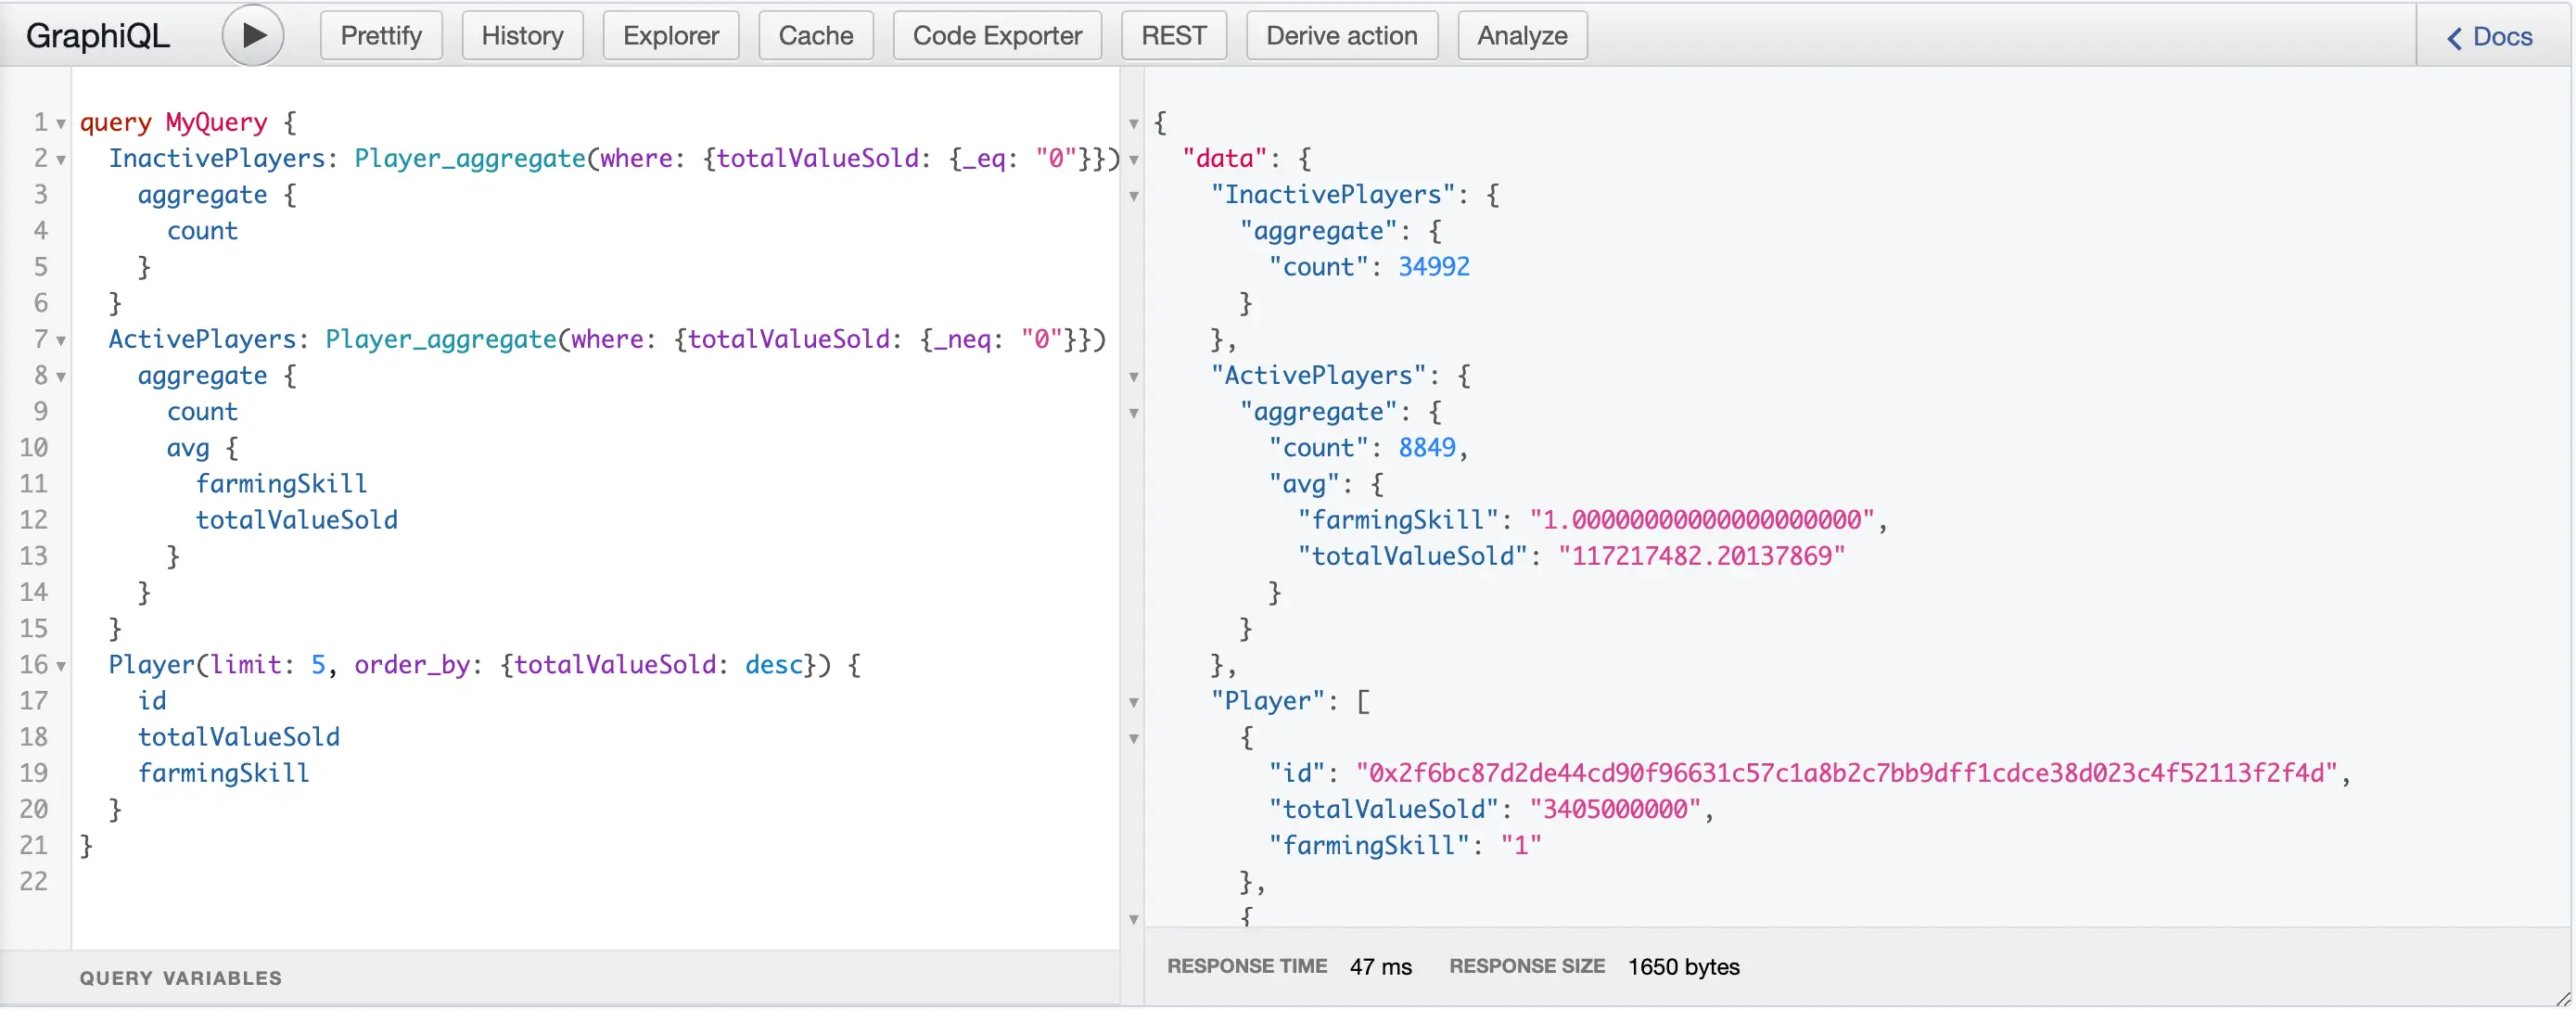 GraphiQL Prettify History Explorer Cache Code Exporter REST Derive action Analyze Docs
1 query MyQuery {
2 InactivePlayers: Player_aggregate(where: {totalValueSold: {_eq: "0"}})
3 aggregate {
4 count
5 }
6 }
7 ActivePlayers: Player_aggregate(where: {totalValueSold: {_neq: "0"}})
8 aggregate {
9 count
10 avg {
11 farmingSkill
12 totalValueSold
13 }
14 }
15 }
16 Player(limit: 5, order_by: {totalValueSold: desc}) {
17 id
18 totalValueSold
19 farmingSkill
20 }
21 }
22
QUERY VARIABLES
{
"data": {
"InactivePlayers": {
"aggregate": {
"count": 34992
}
},
"ActivePlayers": {
"aggregate": {
"count": 8849,
"avg": {
"farmingSkill": "1.00000000000000000000",
"totalValueSold": "117217482.20137869"
}
}
},
"Player": [
{
"id": "0x2f6bc87d2de44cd90f96631c57c1a8b2c7bb9dff1cdce38d023c4f52113f2f4d",
"totalValueSold": "3405000000",
"farmingSkill": "1"
},
{
RESPONSE TIME 47 ms RESPONSE SIZE 1650 bytes